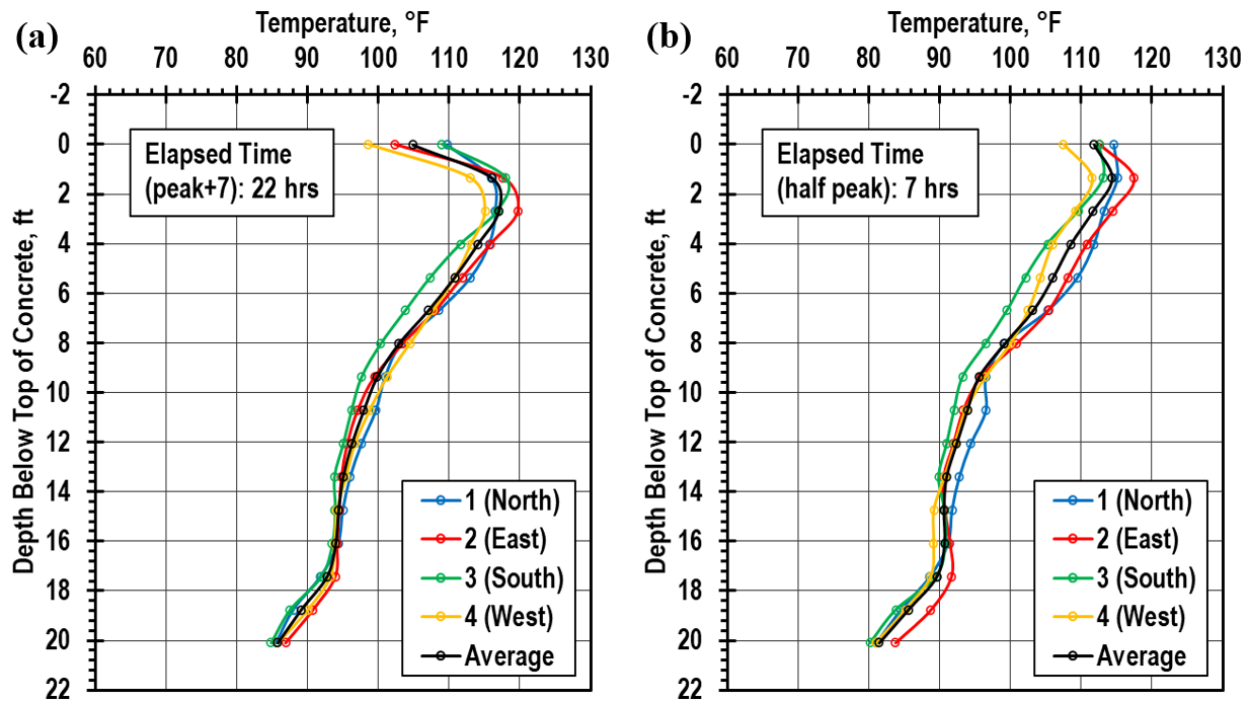 (a)
Temperature, °F
60 70 80 90 100 110 120 130
-2
0
2
4
6
8
10
12
14
16
18
20
22
Depth Below Top of Concrete, ft
Elapsed Time
(peak+7): 22 hrs
1 (North)
2 (East)
3 (South)
4 (West)
Average
(b)
Temperature, °F
60 70 80 90 100 110 120 130
-2
0
2
4
6
8
10
12
14
16
18
20
22
Depth Below Top of Concrete, ft
Elapsed Time
(half peak): 7 hrs
1 (North)
2 (East)
3 (South)
4 (West)
Average